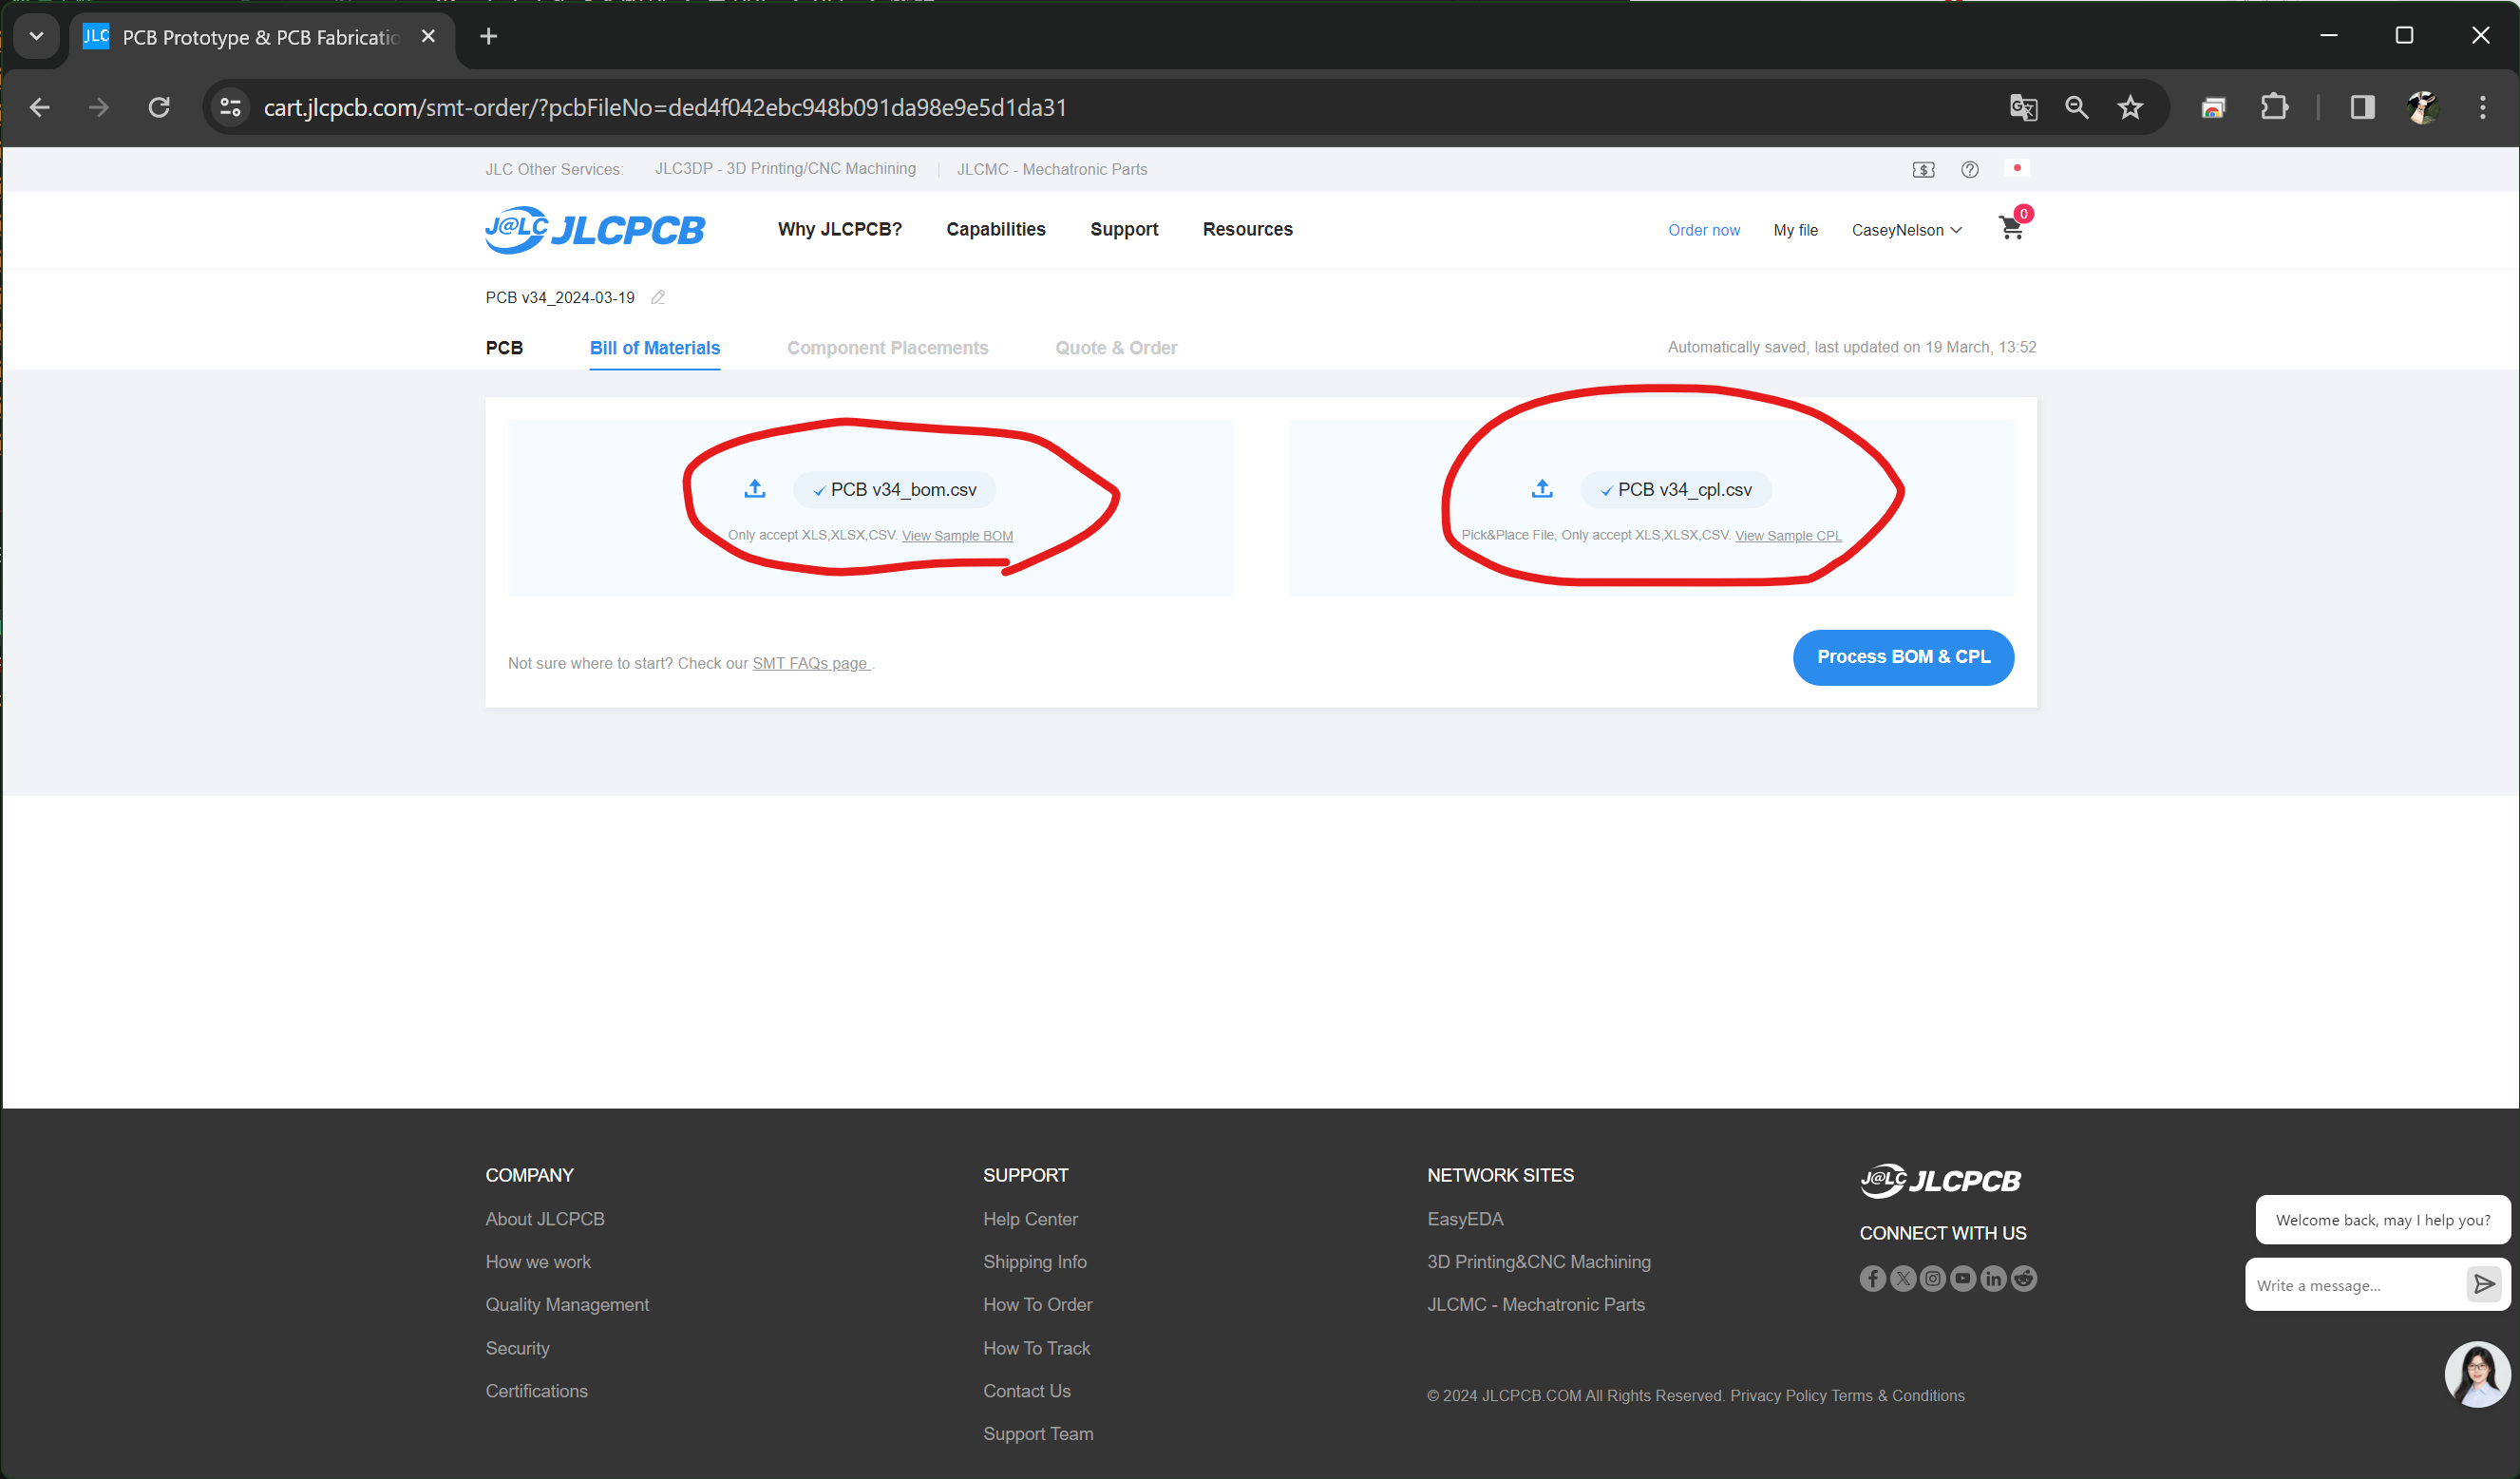 JLC PCB Prototype & PCB Fabricatio
cart.jlcpcb.com/smt-order/?pcbFileNo=ded4f042ebc948b091da98e9e5d1da31
JLC Other Services: JLC3DP - 3D Printing/CNC Machining JLCMC - Mechatronic Parts
J@LC JLCPCB Why JLCPCB? Capabilities Support Resources Order now My file CaseyNelson 0
PCB v34_2024-03-19
PCB Bill of Materials Component Placements Quote & Order Automatically saved, last updated on 19 March, 13:52
PCB v34_bom.csv
Only accept XLS,XLSX,CSV. View Sample BOM
PCB v34_cpl.csv
Pick&Place File, Only accept XLS,XLSX,CSV. View Sample CPL
Not sure where to start? Check our SMT FAQs page .
Process BOM & CPL
COMPANY
About JLCPCB
How we work
Quality Management
Security
Certifications
SUPPORT
Help Center
Shipping Info
How To Order
How To Track
Contact Us
Support Team
NETWORK SITES
EasyEDA
3D Printing&CNC Machining
JLCMC - Mechatronic Parts
J@LC JLCPCB
CONNECT WITH US
© 2024 JLCPCB.COM All Rights Reserved. Privacy Policy Terms & Conditions
Welcome back, may I help you?
Write a message...